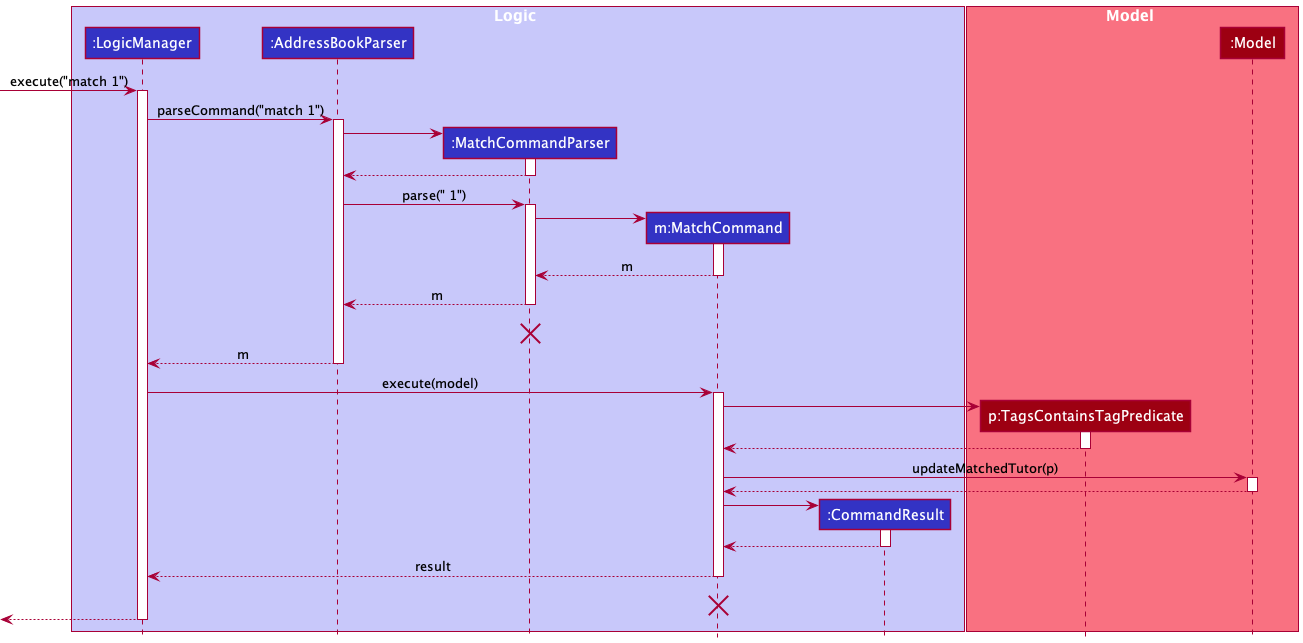 Logic
Model
:LogicManager
:AddressBookParser
:Model
execute("match 1")
parseCommand("match 1")
:MatchCommandParser
parse(" 1")
m:MatchCommand
m
m
m
execute(model)
p:TagsContainsTagPredicate
updateMatchedTutor(p)
:CommandResult
result